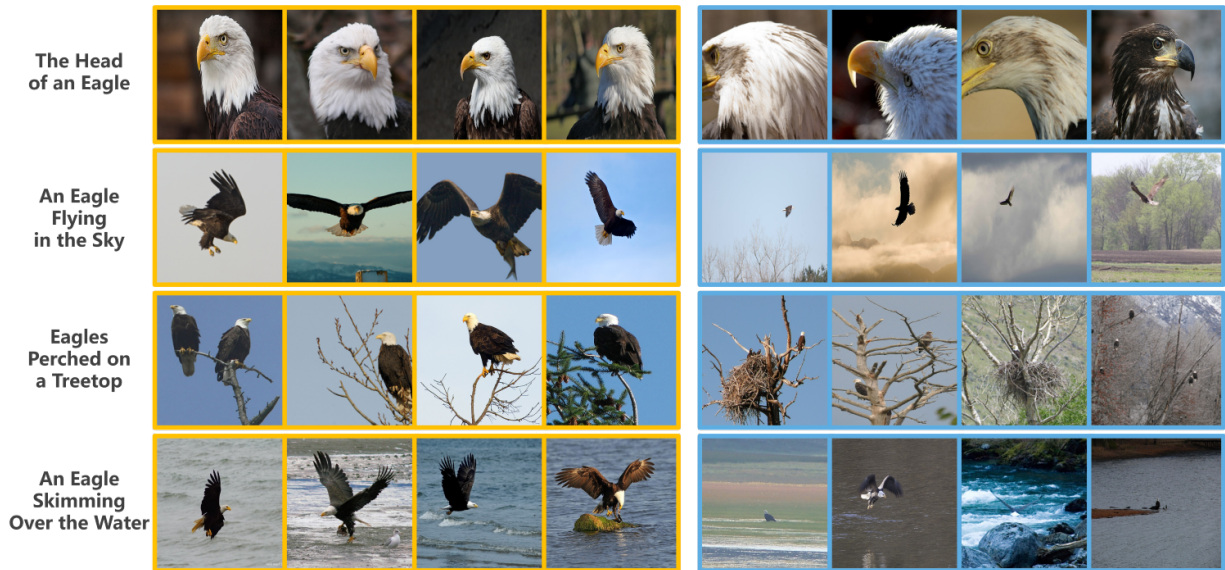 The Head
of an Eagle
An Eagle
Flying
in the Sky
Eagles
Perched on
a Treetop
An Eagle
Skimming
Over the Water